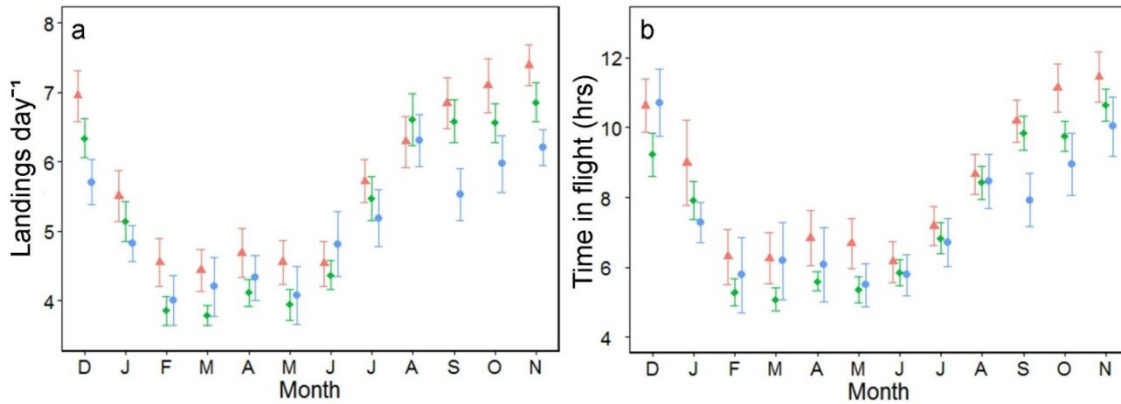 a
Landings day⁻¹
8
7
6
5
4
D J F M A M J J A S O N
Month
b
Time in flight (hrs)
12
10
8
6
4
D J F M A M J J A S O N
Month